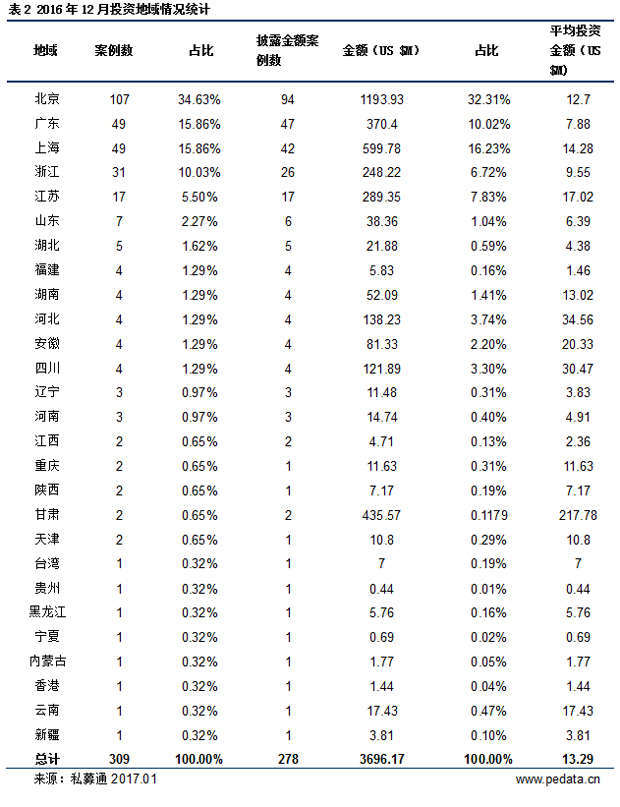 表 2 2016 年 12 月投资地域情况统计
地域 案例数 占比 披露金额案例数 金额（US $M） 占比 平均投资金额（US $M）
北京 107 34.63% 94 1193.93 32.31% 12.7
广东 49 15.86% 47 370.4 10.02% 7.88
上海 49 15.86% 42 599.78 16.23% 14.28
浙江 31 10.03% 26 248.22 6.72% 9.55
江苏 17 5.50% 17 289.35 7.83% 17.02
山东 7 2.27% 6 38.36 1.04% 6.39
湖北 5 1.62% 5 21.88 0.59% 4.38
福建 4 1.29% 4 5.83 0.16% 1.46
湖南 4 1.29% 4 52.09 1.41% 13.02
河北 4 1.29% 4 138.23 3.74% 34.56
安徽 4 1.29% 4 81.33 2.20% 20.33
四川 4 1.29% 4 121.89 3.30% 30.47
辽宁 3 0.97% 3 11.48 0.31% 3.83
河南 3 0.97% 3 14.74 0.40% 4.91
江西 2 0.65% 2 4.71 0.13% 2.36
重庆 2 0.65% 1 11.63 0.31% 11.63
陕西 2 0.65% 1 7.17 0.19% 7.17
甘肃 2 0.65% 2 435.57 0.1179 217.78
天津 2 0.65% 1 10.8 0.29% 10.8
台湾 1 0.32% 1 7 0.19% 7
贵州 1 0.32% 1 0.44 0.01% 0.44
黑龙江 1 0.32% 1 5.76 0.16% 5.76
宁夏 1 0.32% 1 0.69 0.02% 0.69
内蒙古 1 0.32% 1 1.77 0.05% 1.77
香港 1 0.32% 1 1.44 0.04% 1.44
云南 1 0.32% 1 17.43 0.47% 17.43
新疆 1 0.32% 1 3.81 0.10% 3.81
总计 309 100.00% 278 3696.17 100.00% 13.29
来源：私募通 2017.01 www.pedata.cn